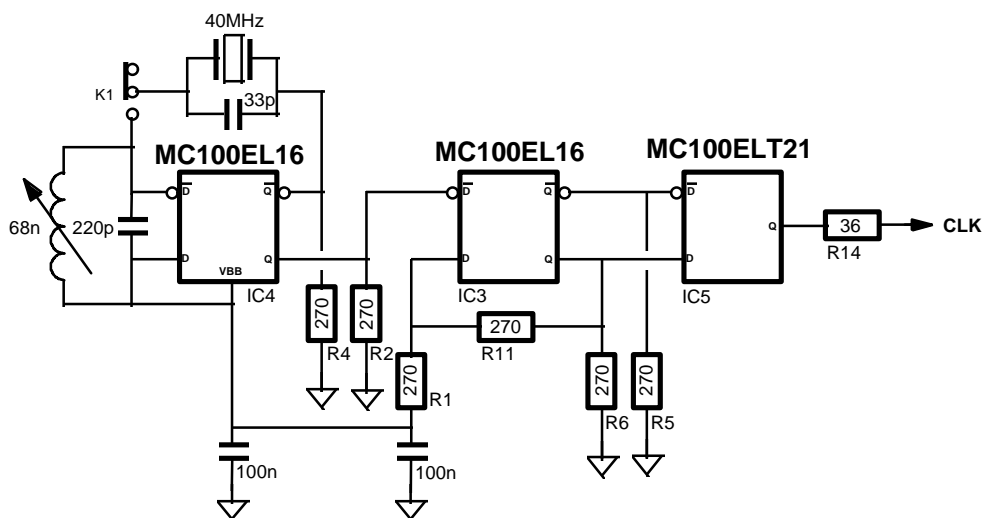 40MHz
K1
33p
MC100EL16
MC100EL16
MC100ELT21
D
Q
D
Q
D
68n
220p
Q
36
CLK
D
Q
D
Q
D
R14
VBB
IC4
IC3
IC5
270
270
270
R4
R2
R11
270
R1
270
270
R6
R5
100n
100n